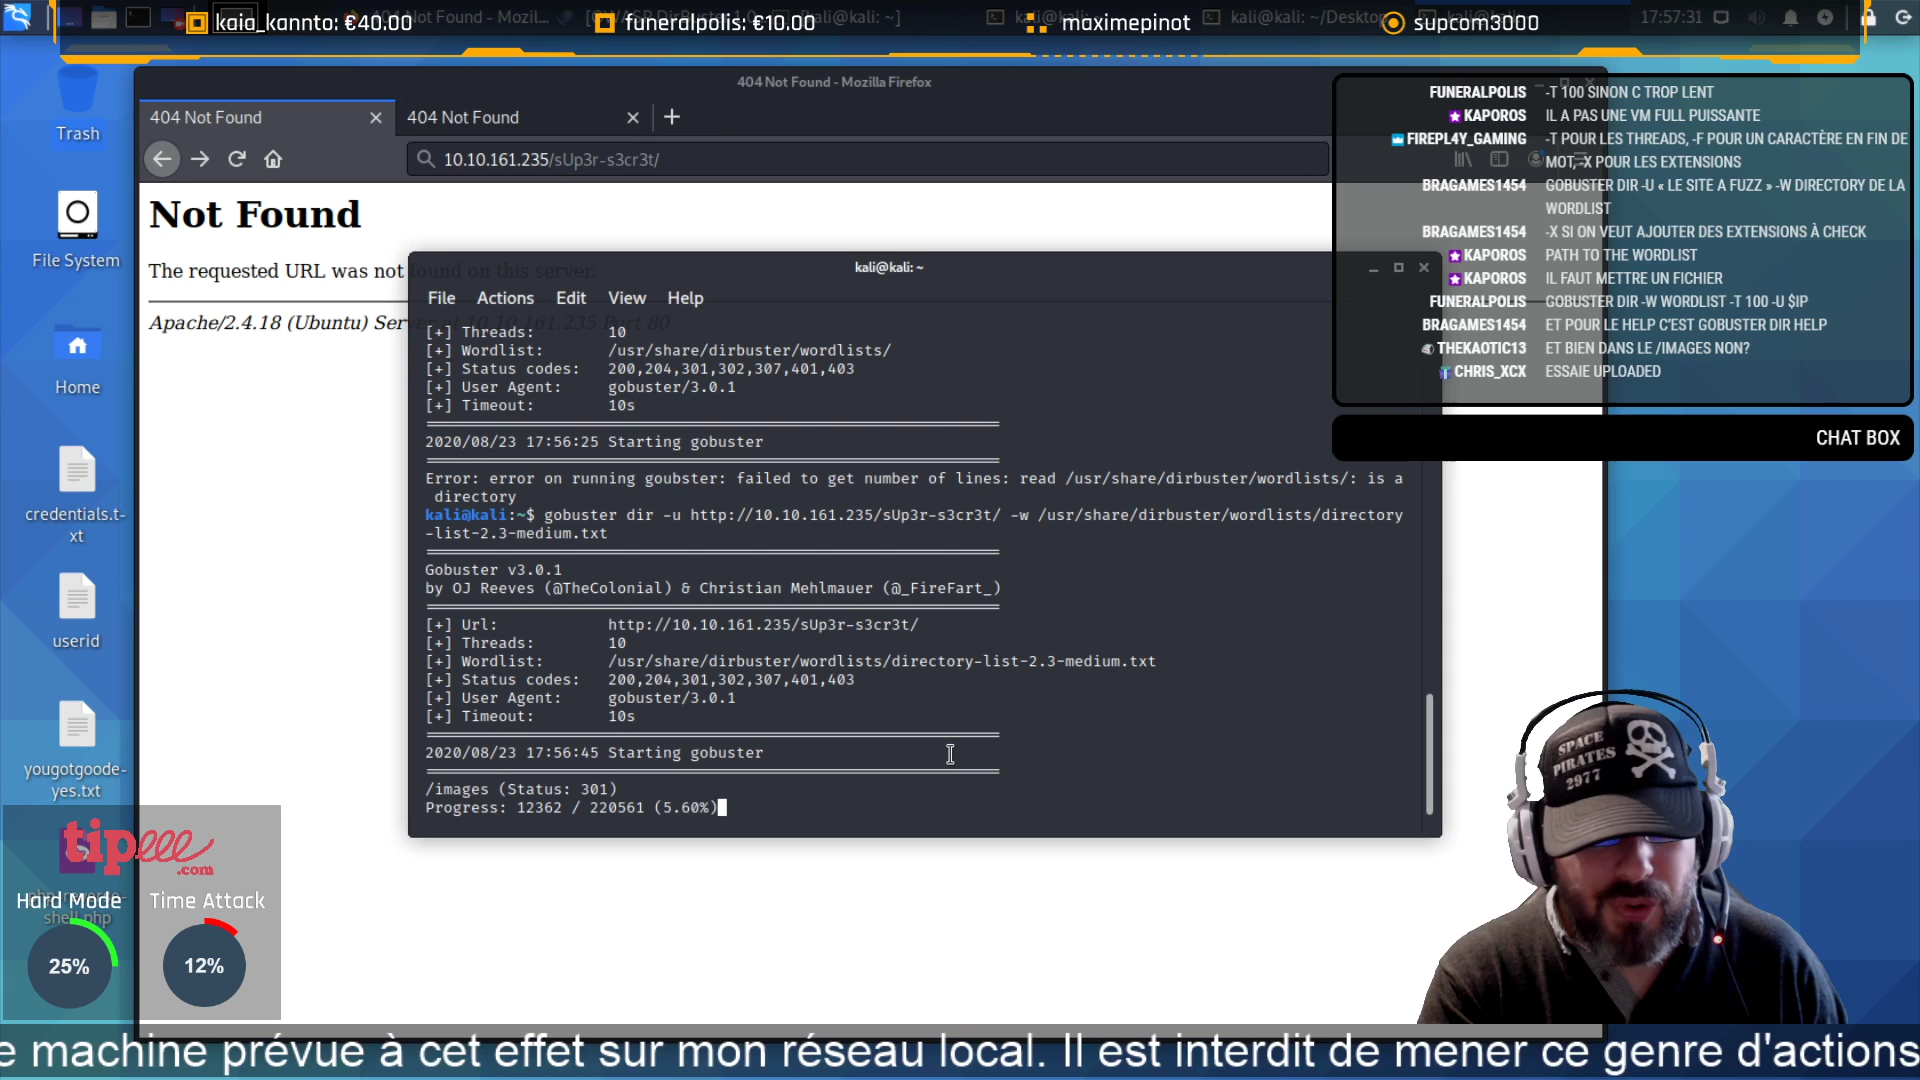 kaia_kannto: €40.00
funeralpolis: €10.00
maximepinot
supcom3000
404 Not Found - Mozil...
kali@kali: ~]
kali@kali: ~/Desktop
17:57:31
404 Not Found - Mozilla Firefox
404 Not Found
404 Not Found
10.10.161.235/sUp3r-s3cr3t/
Not Found
The requested URL was not found on this server.
Apache/2.4.18 (Ubuntu) Server at 10.10.161.235 Port 80
Trash
File System
Home
credentials.t-
xt
userid
yougotgoode-
yes.txt
php-reverse-
shell.php
kali@kali: ~
File Actions Edit View Help
[+] Threads: 10
[+] Wordlist: /usr/share/dirbuster/wordlists/
[+] Status codes: 200,204,301,302,307,401,403
[+] User Agent: gobuster/3.0.1
[+] Timeout: 10s
2020/08/23 17:56:25 Starting gobuster
Error: error on running goubster: failed to get number of lines: read /usr/share/dirbuster/wordlists/: is a
directory
kali@kali:~$ gobuster dir -u http://10.10.161.235/sUp3r-s3cr3t/ -w /usr/share/dirbuster/wordlists/directory
-list-2.3-medium.txt
Gobuster v3.0.1
by OJ Reeves (@TheColonial) & Christian Mehlmauer (@_FireFart_)
[+] Url: http://10.10.161.235/sUp3r-s3cr3t/
[+] Threads: 10
[+] Wordlist: /usr/share/dirbuster/wordlists/directory-list-2.3-medium.txt
[+] Status codes: 200,204,301,302,307,401,403
[+] User Agent: gobuster/3.0.1
[+] Timeout: 10s
2020/08/23 17:56:45 Starting gobuster
/images (Status: 301)
Progress: 12362 / 220561 (5.60%)
FUNERALPOLIS -T 100 SINON C TROP LENT
KAPOROS IL A PAS UNE VM FULL PUISSANTE
FIREPL4Y_GAMING -T POUR LES THREADS, -F POUR UN CARACTÈRE EN FIN DE
MOT, -X POUR LES EXTENSIONS
BRAGAMES1454 GOBUSTER DIR -U « LE SITE A FUZZ » -W DIRECTORY DE LA
WORDLIST
BRAGAMES1454 -X SI ON VEUT AJOUTER DES EXTENSIONS À CHECK
KAPOROS PATH TO THE WORDLIST
KAPOROS IL FAUT METTRE UN FICHIER
FUNERALPOLIS GOBUSTER DIR -W WORDLIST -T 100 -U $IP
BRAGAMES1454 ET POUR LE HELP C'EST GOBUSTER DIR HELP
THEKAOTIC13 ET BIEN DANS LE /IMAGES NON?
CHRIS_XCX ESSAIE UPLOADED
CHAT BOX
SPACE
PIRATES
2977
tipeee
.com
Hard Mode
Time Attack
25%
12%
e machine prévue à cet effet sur mon réseau local. Il est interdit de mener ce genre d'actions